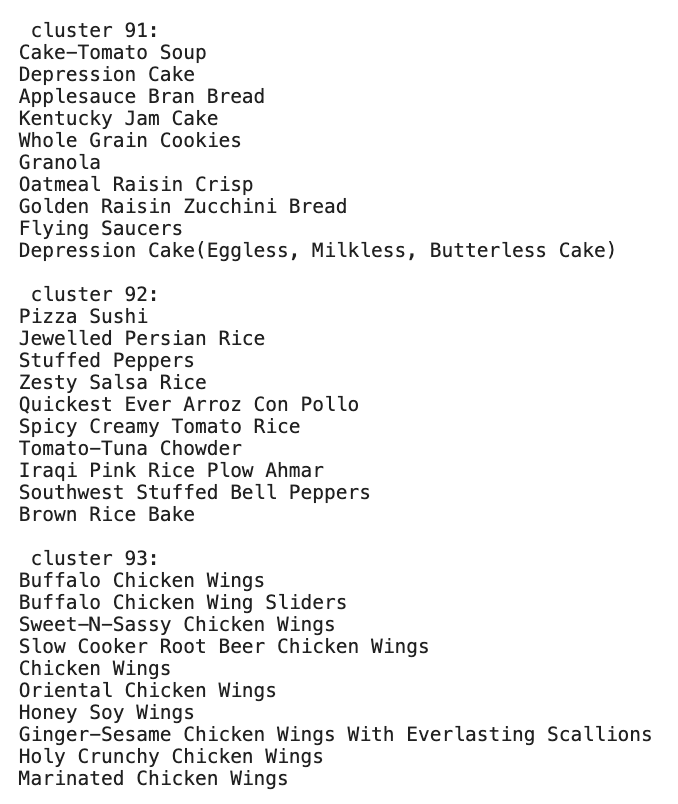 cluster 91:
Cake-Tomato Soup
Depression Cake
Applesauce Bran Bread
Kentucky Jam Cake
Whole Grain Cookies
Granola
Oatmeal Raisin Crisp
Golden Raisin Zucchini Bread
Flying Saucers
Depression Cake(Eggless, Milkless, Butterless Cake)
cluster 92:
Pizza Sushi
Jewelled Persian Rice
Stuffed Peppers
Zesty Salsa Rice
Quickest Ever Arroz Con Pollo
Spicy Creamy Tomato Rice
Tomato-Tuna Chowder
Iraqi Pink Rice Plow Ahmar
Southwest Stuffed Bell Peppers
Brown Rice Bake
cluster 93:
Buffalo Chicken Wings
Buffalo Chicken Wing Sliders
Sweet-N-Sassy Chicken Wings
Slow Cooker Root Beer Chicken Wings
Chicken Wings
Oriental Chicken Wings
Honey Soy Wings
Ginger-Sesame Chicken Wings With Everlasting Scallions
Holy Crunchy Chicken Wings
Marinated Chicken Wings